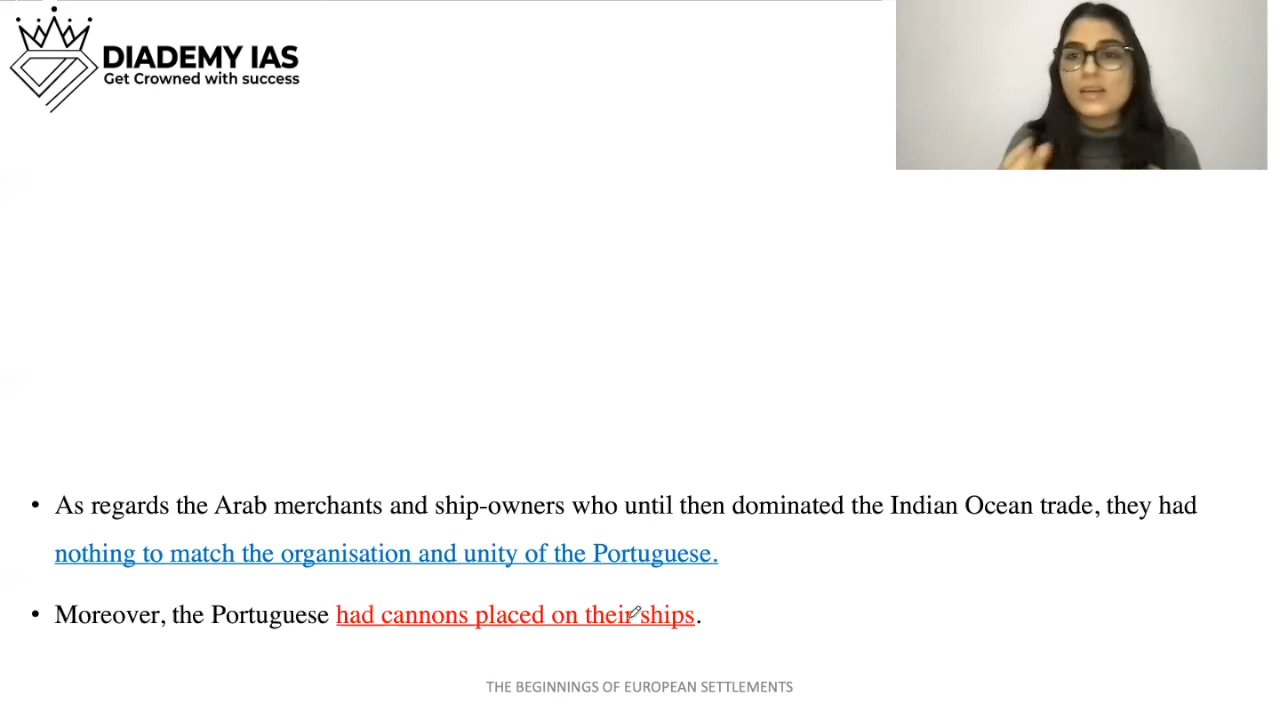 DIADEMY IAS
Get Crowned with success
• As regards the Arab merchants and ship-owners who until then dominated the Indian Ocean trade, they had
nothing to match the organisation and unity of the Portuguese.
• Moreover, the Portuguese had cannons placed on their ships.
THE BEGINNINGS OF EUROPEAN SETTLEMENTS